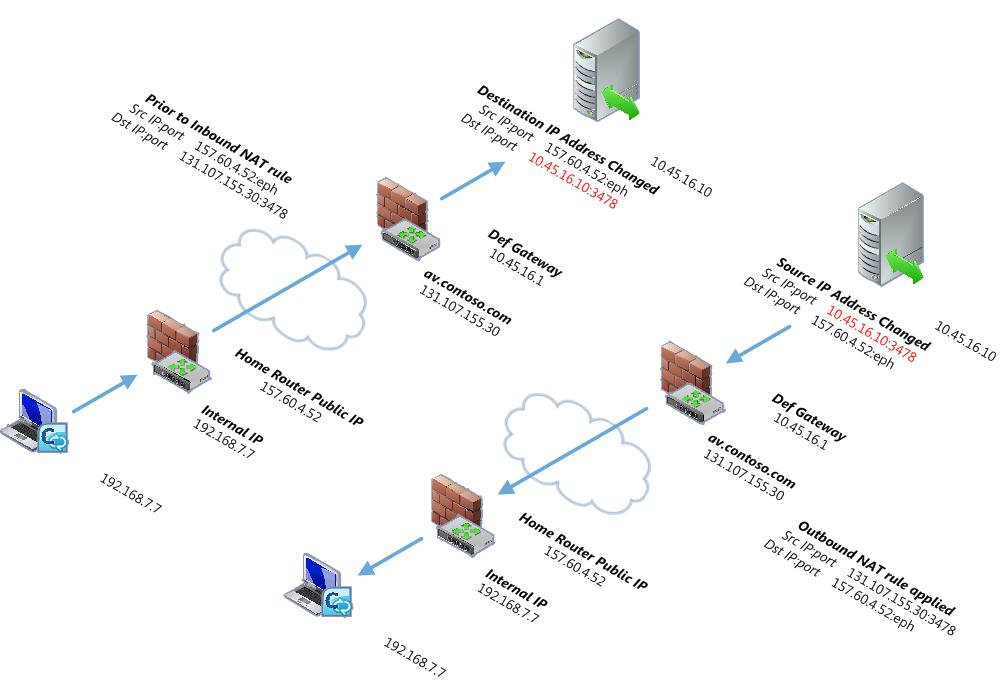 Prior to Inbound NAT rule
Src IP:port 157.60.4.52:eph
Dst IP:port 131.107.155.30:3478
Destination IP Address Changed
Src IP:port 157.60.4.52:eph
Dst IP:port 10.45.16.10:3478
10.45.16.10
Def Gateway
10.45.16.1
av.contoso.com
131.107.155.30
Home Router Public IP
157.60.4.52
Internal IP
192.168.7.7
192.168.7.7
Source IP Address Changed
Src IP:port 10.45.16.10:3478
Dst IP:port 157.60.4.52:eph
10.45.16.10
Def Gateway
10.45.16.1
av.contoso.com
131.107.155.30
Home Router Public IP
157.60.4.52
Internal IP
192.168.7.7
192.168.7.7
Outbound NAT rule applied
Src IP:port 131.107.155.30:3478
Dst IP:port 157.60.4.52:eph